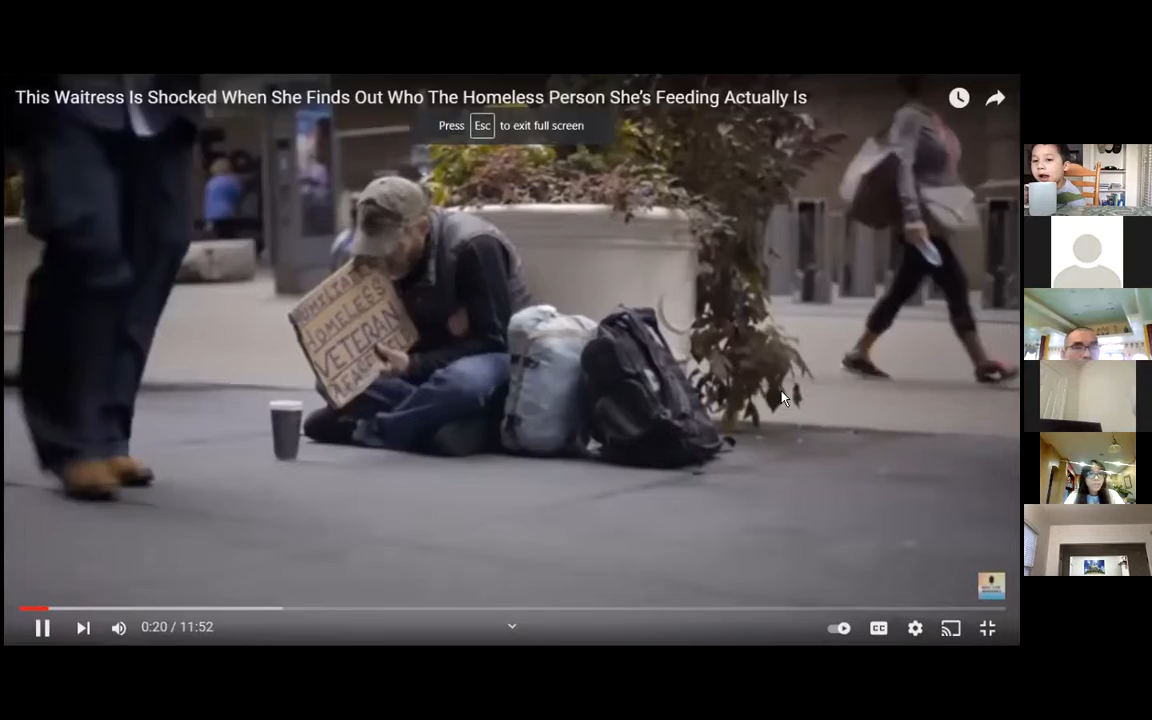 This Waitress Is Shocked When She Finds Out Who The Homeless Person She's Feeding Actually Is
Press Esc to exit full screen
HOMELESS
VETERAN
0:20 / 11:52
CC